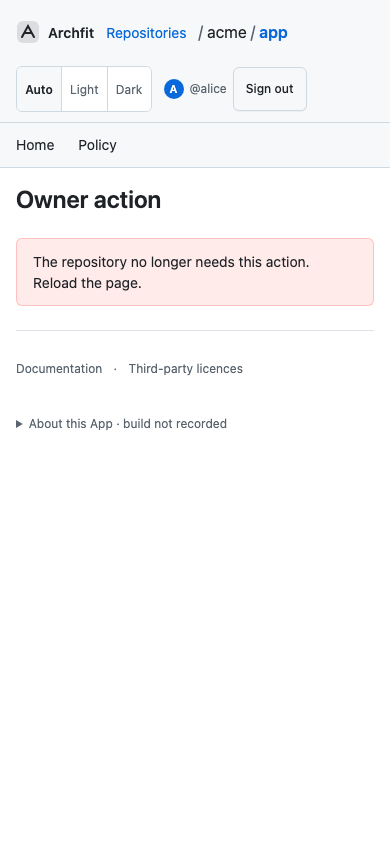 Archfit Repositories / acme / app
Auto Light Dark A @alice Sign out
Home Policy
Owner action
The repository no longer needs this action.
Reload the page.
Documentation · Third-party licences
▶ About this App · build not recorded